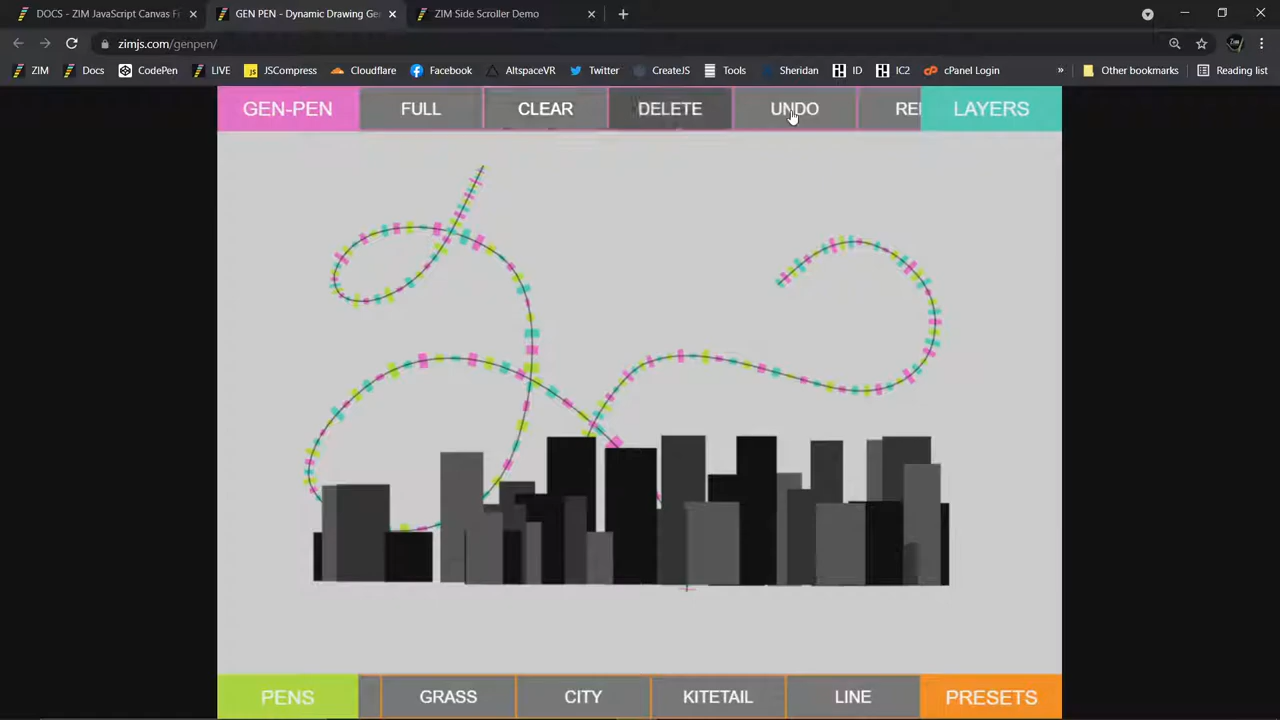 DOCS - ZIM JavaScript Canvas F
GEN PEN - Dynamic Drawing Ge
ZIM Side Scroller Demo
zimjs.com/genpen/
ZIM
Docs
CodePen
LIVE
JSCompress
Cloudflare
Facebook
AltspaceVR
Twitter
CreateJS
Tools
Sheridan
ID
IC2
cPanel Login
»
Other bookmarks
Reading list
GEN-PEN
FULL
CLEAR
DELETE
UNDO
RE
LAYERS
PENS
GRASS
CITY
KITETAIL
LINE
PRESETS